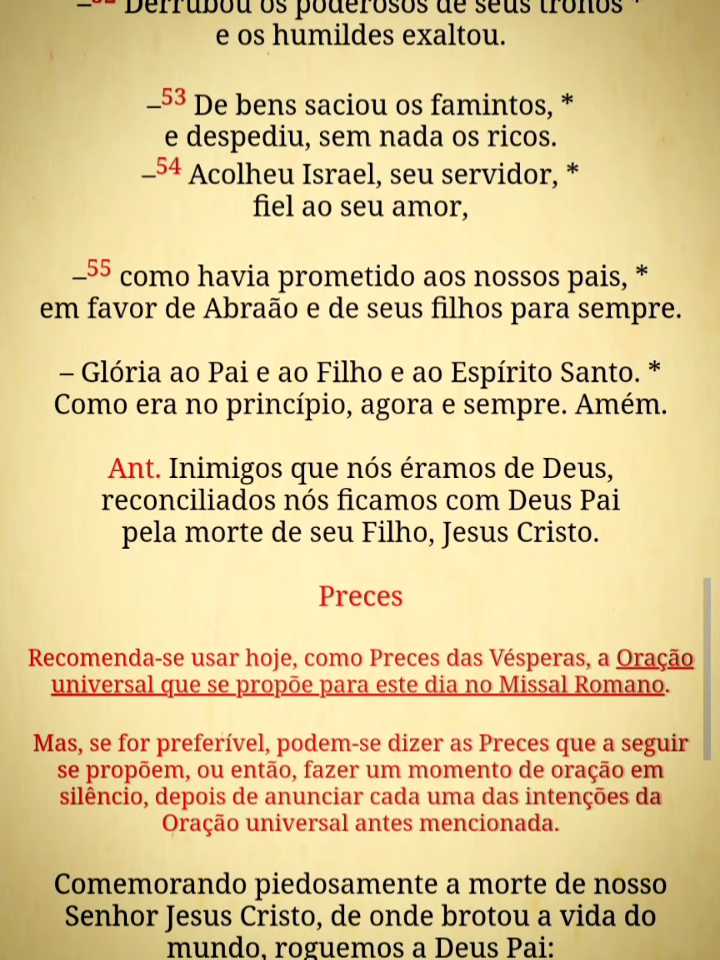 –52 Derrubou os poderosos de seus tronos *
e os humildes exaltou.
–53 De bens saciou os famintos, *
e despediu, sem nada os ricos.
–54 Acolheu Israel, seu servidor, *
fiel ao seu amor,
–55 como havia prometido aos nossos pais, *
em favor de Abraão e de seus filhos para sempre.
– Glória ao Pai e ao Filho e ao Espírito Santo. *
Como era no princípio, agora e sempre. Amém.
Ant. Inimigos que nós éramos de Deus,
reconciliados nós ficamos com Deus Pai
pela morte de seu Filho, Jesus Cristo.
Preces
Recomenda-se usar hoje, como Preces das Vésperas, a Oração
universal que se propõe para este dia no Missal Romano.
Mas, se for preferível, podem-se dizer as Preces que a seguir
se propõem, ou então, fazer um momento de oração em
silêncio, depois de anunciar cada uma das intenções da
Oração universal antes mencionada.
Comemorando piedosamente a morte de nosso
Senhor Jesus Cristo, de onde brotou a vida do
mundo, roguemos a Deus Pai: